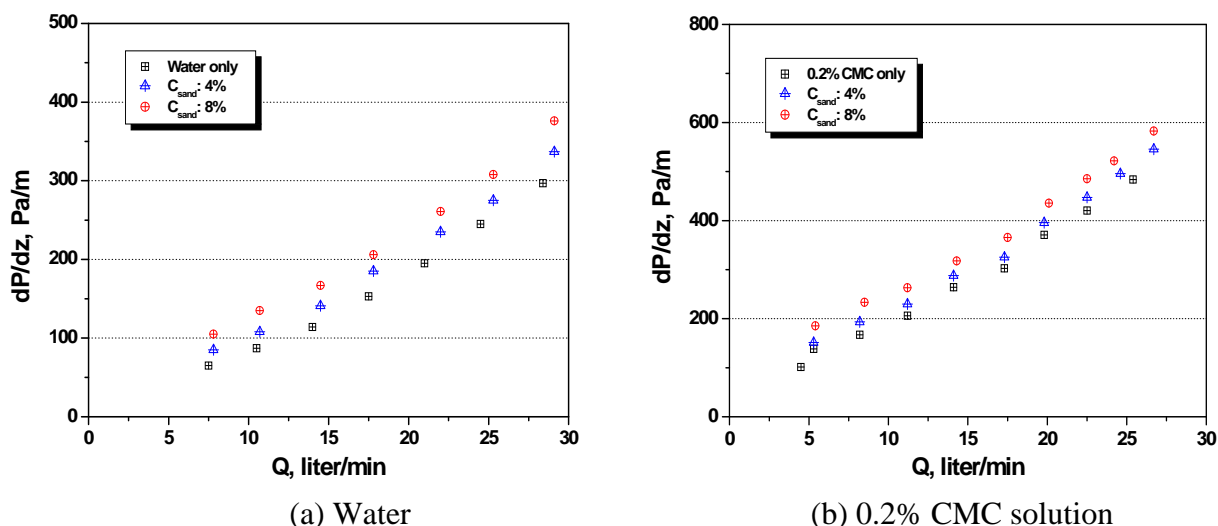 500
400
300
200
100
0
dP/dz, Pa/m
Water only
C_sand: 4%
C_sand: 8%
0 5 10 15 20 25 30
Q, liter/min
(a) Water
800
600
400
200
0
dP/dz, Pa/m
0.2% CMC only
C_sand: 4%
C_sand: 8%
0 5 10 15 20 25 30
Q, liter/min
(b) 0.2% CMC solution